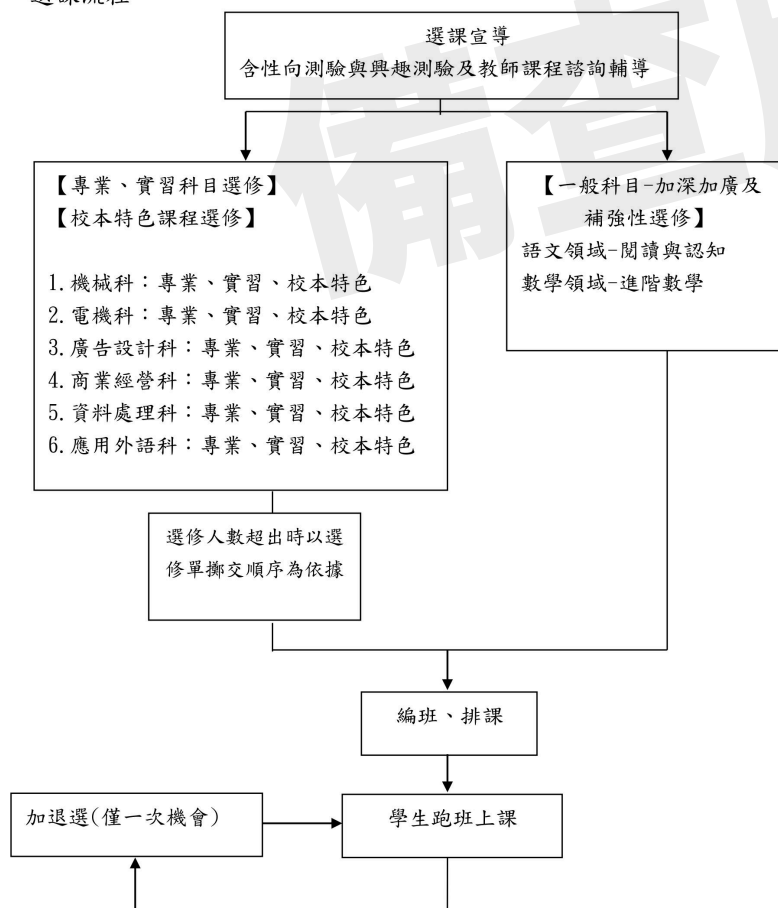 選課流程
選課宣導
含性向測驗與興趣測驗及教師課程諮詢輔導
【專業、實習科目選修】
【校本特色課程選修】
1.機械科：專業、實習、校本特色
2.電機科：專業、實習、校本特色
3.廣告設計科：專業、實習、校本特色
4.商業經營科：專業、實習、校本特色
5.資料處理科：專業、實習、校本特色
6.應用外語科：專業、實習、校本特色
【一般科目-加深加廣及
補強性選修】
語文領域-閱讀與認知
數學領域-進階數學
選修人數超出時以選
修單擲交順序為依據
編班、排課
加退選(僅一次機會)
學生跑班上課
備查